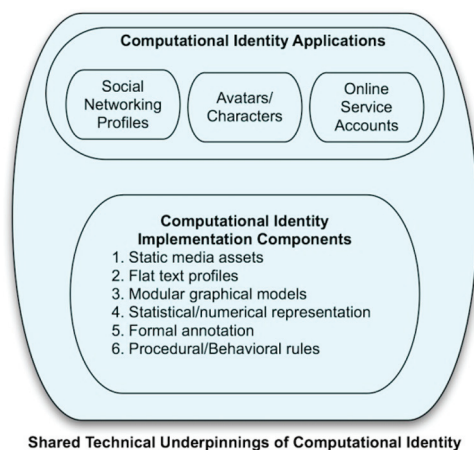 Computational Identity Applications
Social
Networking
Profiles
Avatars/
Characters
Online
Service
Accounts
Computational Identity
Implementation Components
1. Static media assets
2. Flat text profiles
3. Modular graphical models
4. Statistical/numerical representation
5. Formal annotation
6. Procedural/Behavioral rules
Shared Technical Underpinnings of Computational Identity